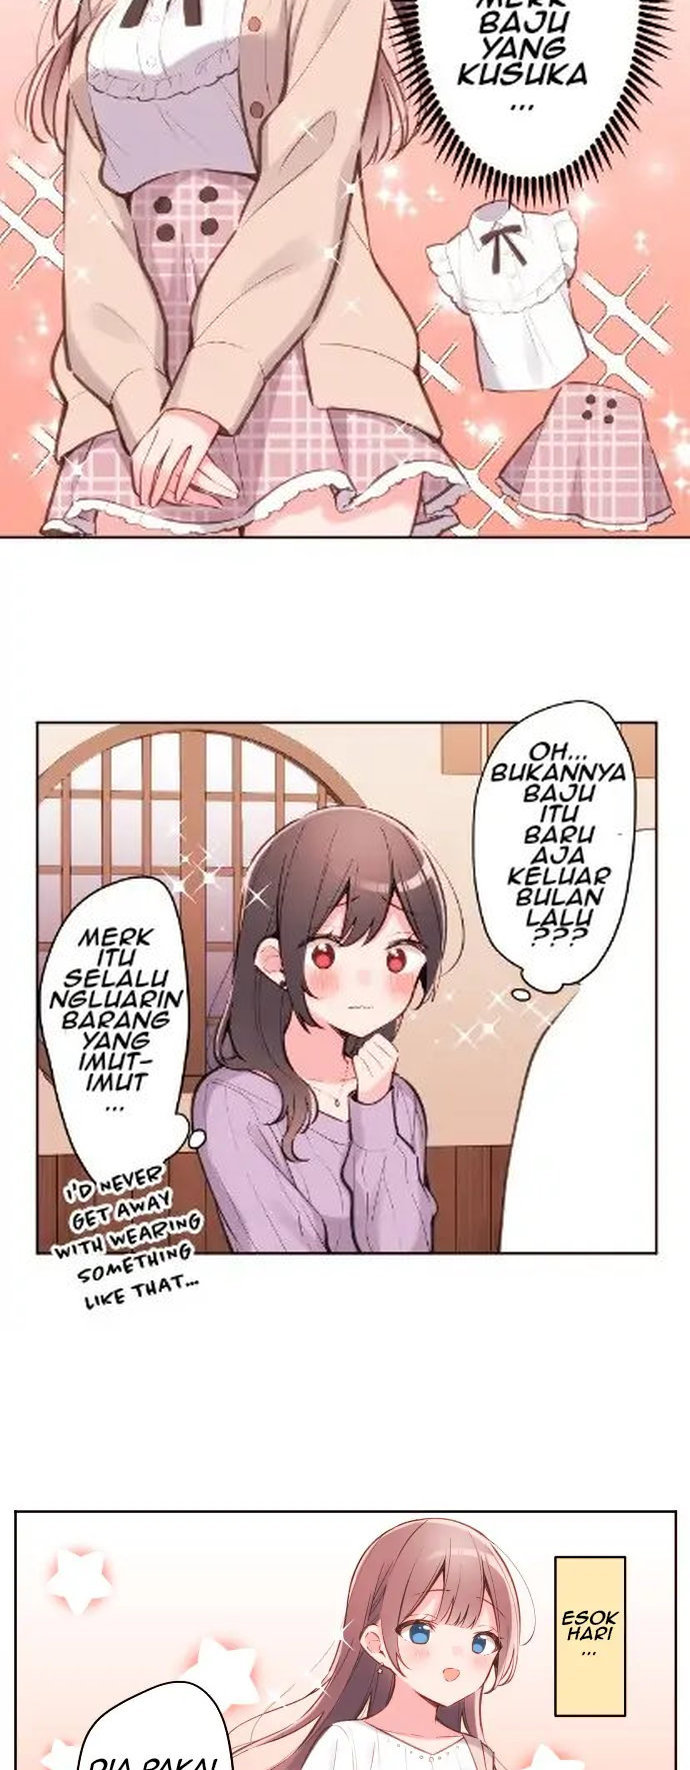 MERK
BAJU
YANG
KUSUKA
...
OH...
BUKANNYA
BAJU
ITU
BARU
AJA
KELUAR
BULAN
LALU
???
MERK
ITU
SELALU
NGLUARIN
BARANG
YANG
IMUT-
IMUT
...
I'D NEVER
GET AWAY
WITH WEARING
SOMETHING
LIKE THAT...
ESOK
HARI
...
DIA PAKAI